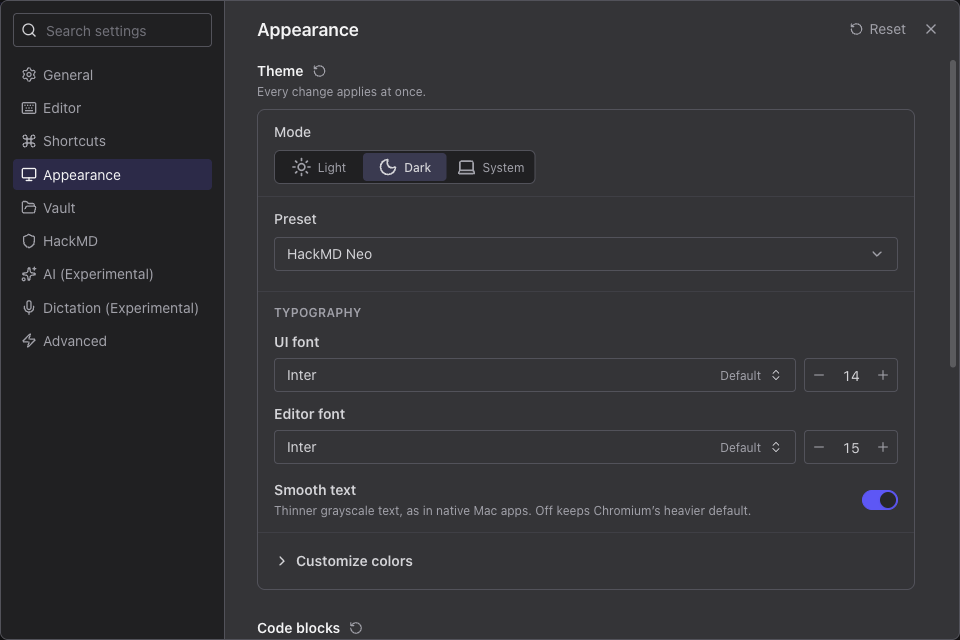 Search settings
General
Editor
Shortcuts
Appearance
Vault
HackMD
AI (Experimental)
Dictation (Experimental)
Advanced
Appearance
Reset
Theme
Every change applies at once.
Mode
Light Dark System
Preset
HackMD Neo
TYPOGRAPHY
UI font
Inter Default − 14 +
Editor font
Inter Default − 15 +
Smooth text
Thinner grayscale text, as in native Mac apps. Off keeps Chromium's heavier default.
Customize colors
Code blocks